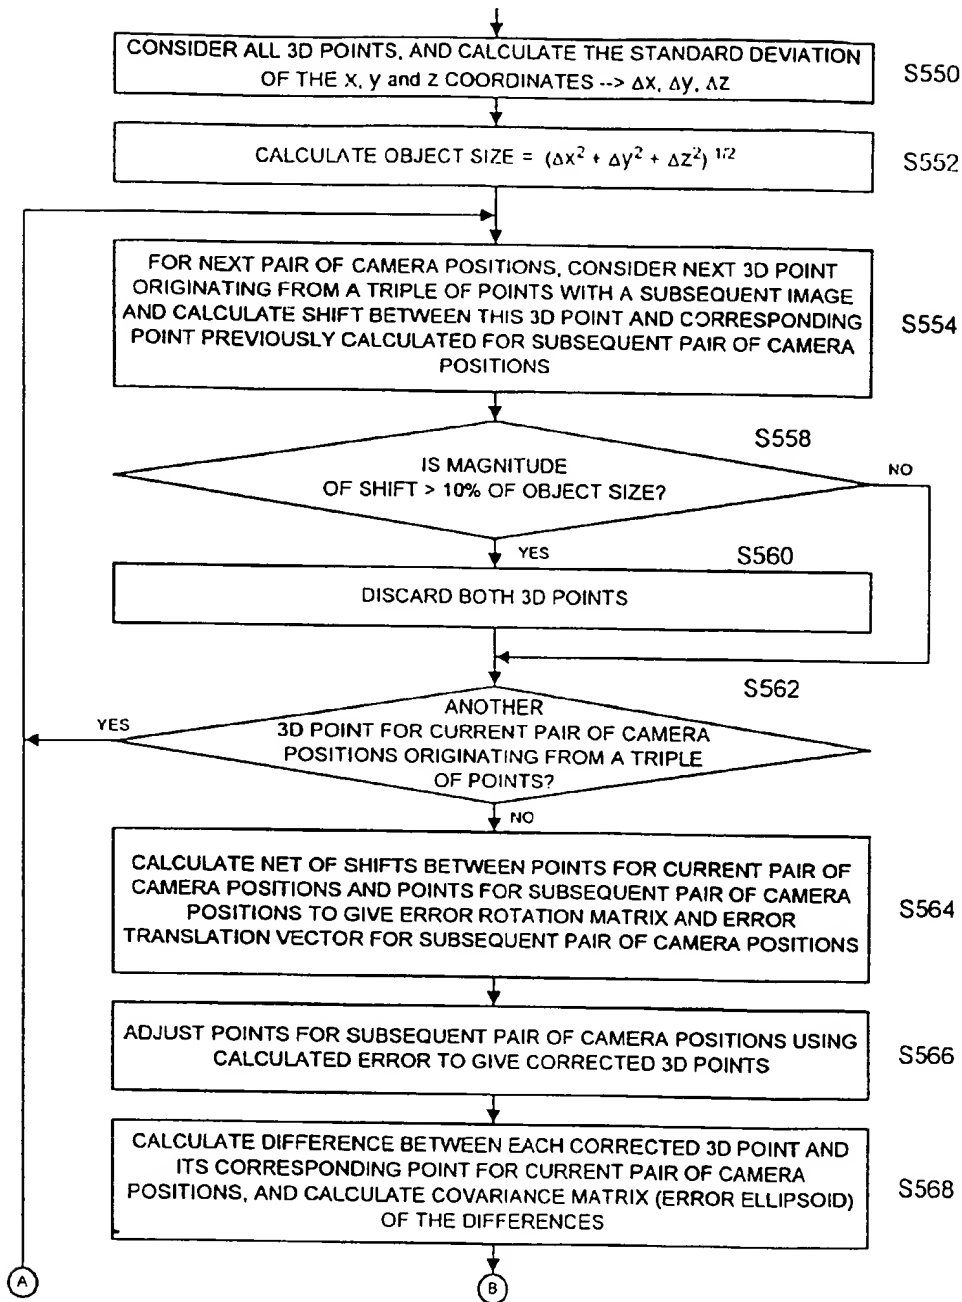 CONSIDER ALL 3D POINTS, AND CALCULATE THE STANDARD DEVIATION
OF THE x, y and z COORDINATES --> Δx, Δy, Δz
S550
CALCULATE OBJECT SIZE = (Δx² + Δy² + Δz²) 1/2
S552
FOR NEXT PAIR OF CAMERA POSITIONS, CONSIDER NEXT 3D POINT
ORIGINATING FROM A TRIPLE OF POINTS WITH A SUBSEQUENT IMAGE
AND CALCULATE SHIFT BETWEEN THIS 3D POINT AND CORRESPONDING
POINT PREVIOUSLY CALCULATED FOR SUBSEQUENT PAIR OF CAMERA
POSITIONS
S554
S558
IS MAGNITUDE
OF SHIFT > 10% OF OBJECT SIZE?
NO
YES
S560
DISCARD BOTH 3D POINTS
S562
YES
ANOTHER
3D POINT FOR CURRENT PAIR OF CAMERA
POSITIONS ORIGINATING FROM A TRIPLE
OF POINTS?
NO
CALCULATE NET OF SHIFTS BETWEEN POINTS FOR CURRENT PAIR OF
CAMERA POSITIONS AND POINTS FOR SUBSEQUENT PAIR OF CAMERA
POSITIONS TO GIVE ERROR ROTATION MATRIX AND ERROR
TRANSLATION VECTOR FOR SUBSEQUENT PAIR OF CAMERA POSITIONS
S564
ADJUST POINTS FOR SUBSEQUENT PAIR OF CAMERA POSITIONS USING
CALCULATED ERROR TO GIVE CORRECTED 3D POINTS
S566
CALCULATE DIFFERENCE BETWEEN EACH CORRECTED 3D POINT AND
ITS CORRESPONDING POINT FOR CURRENT PAIR OF CAMERA
POSITIONS, AND CALCULATE COVARIANCE MATRIX (ERROR ELLIPSOID)
OF THE DIFFERENCES
S568
A
B